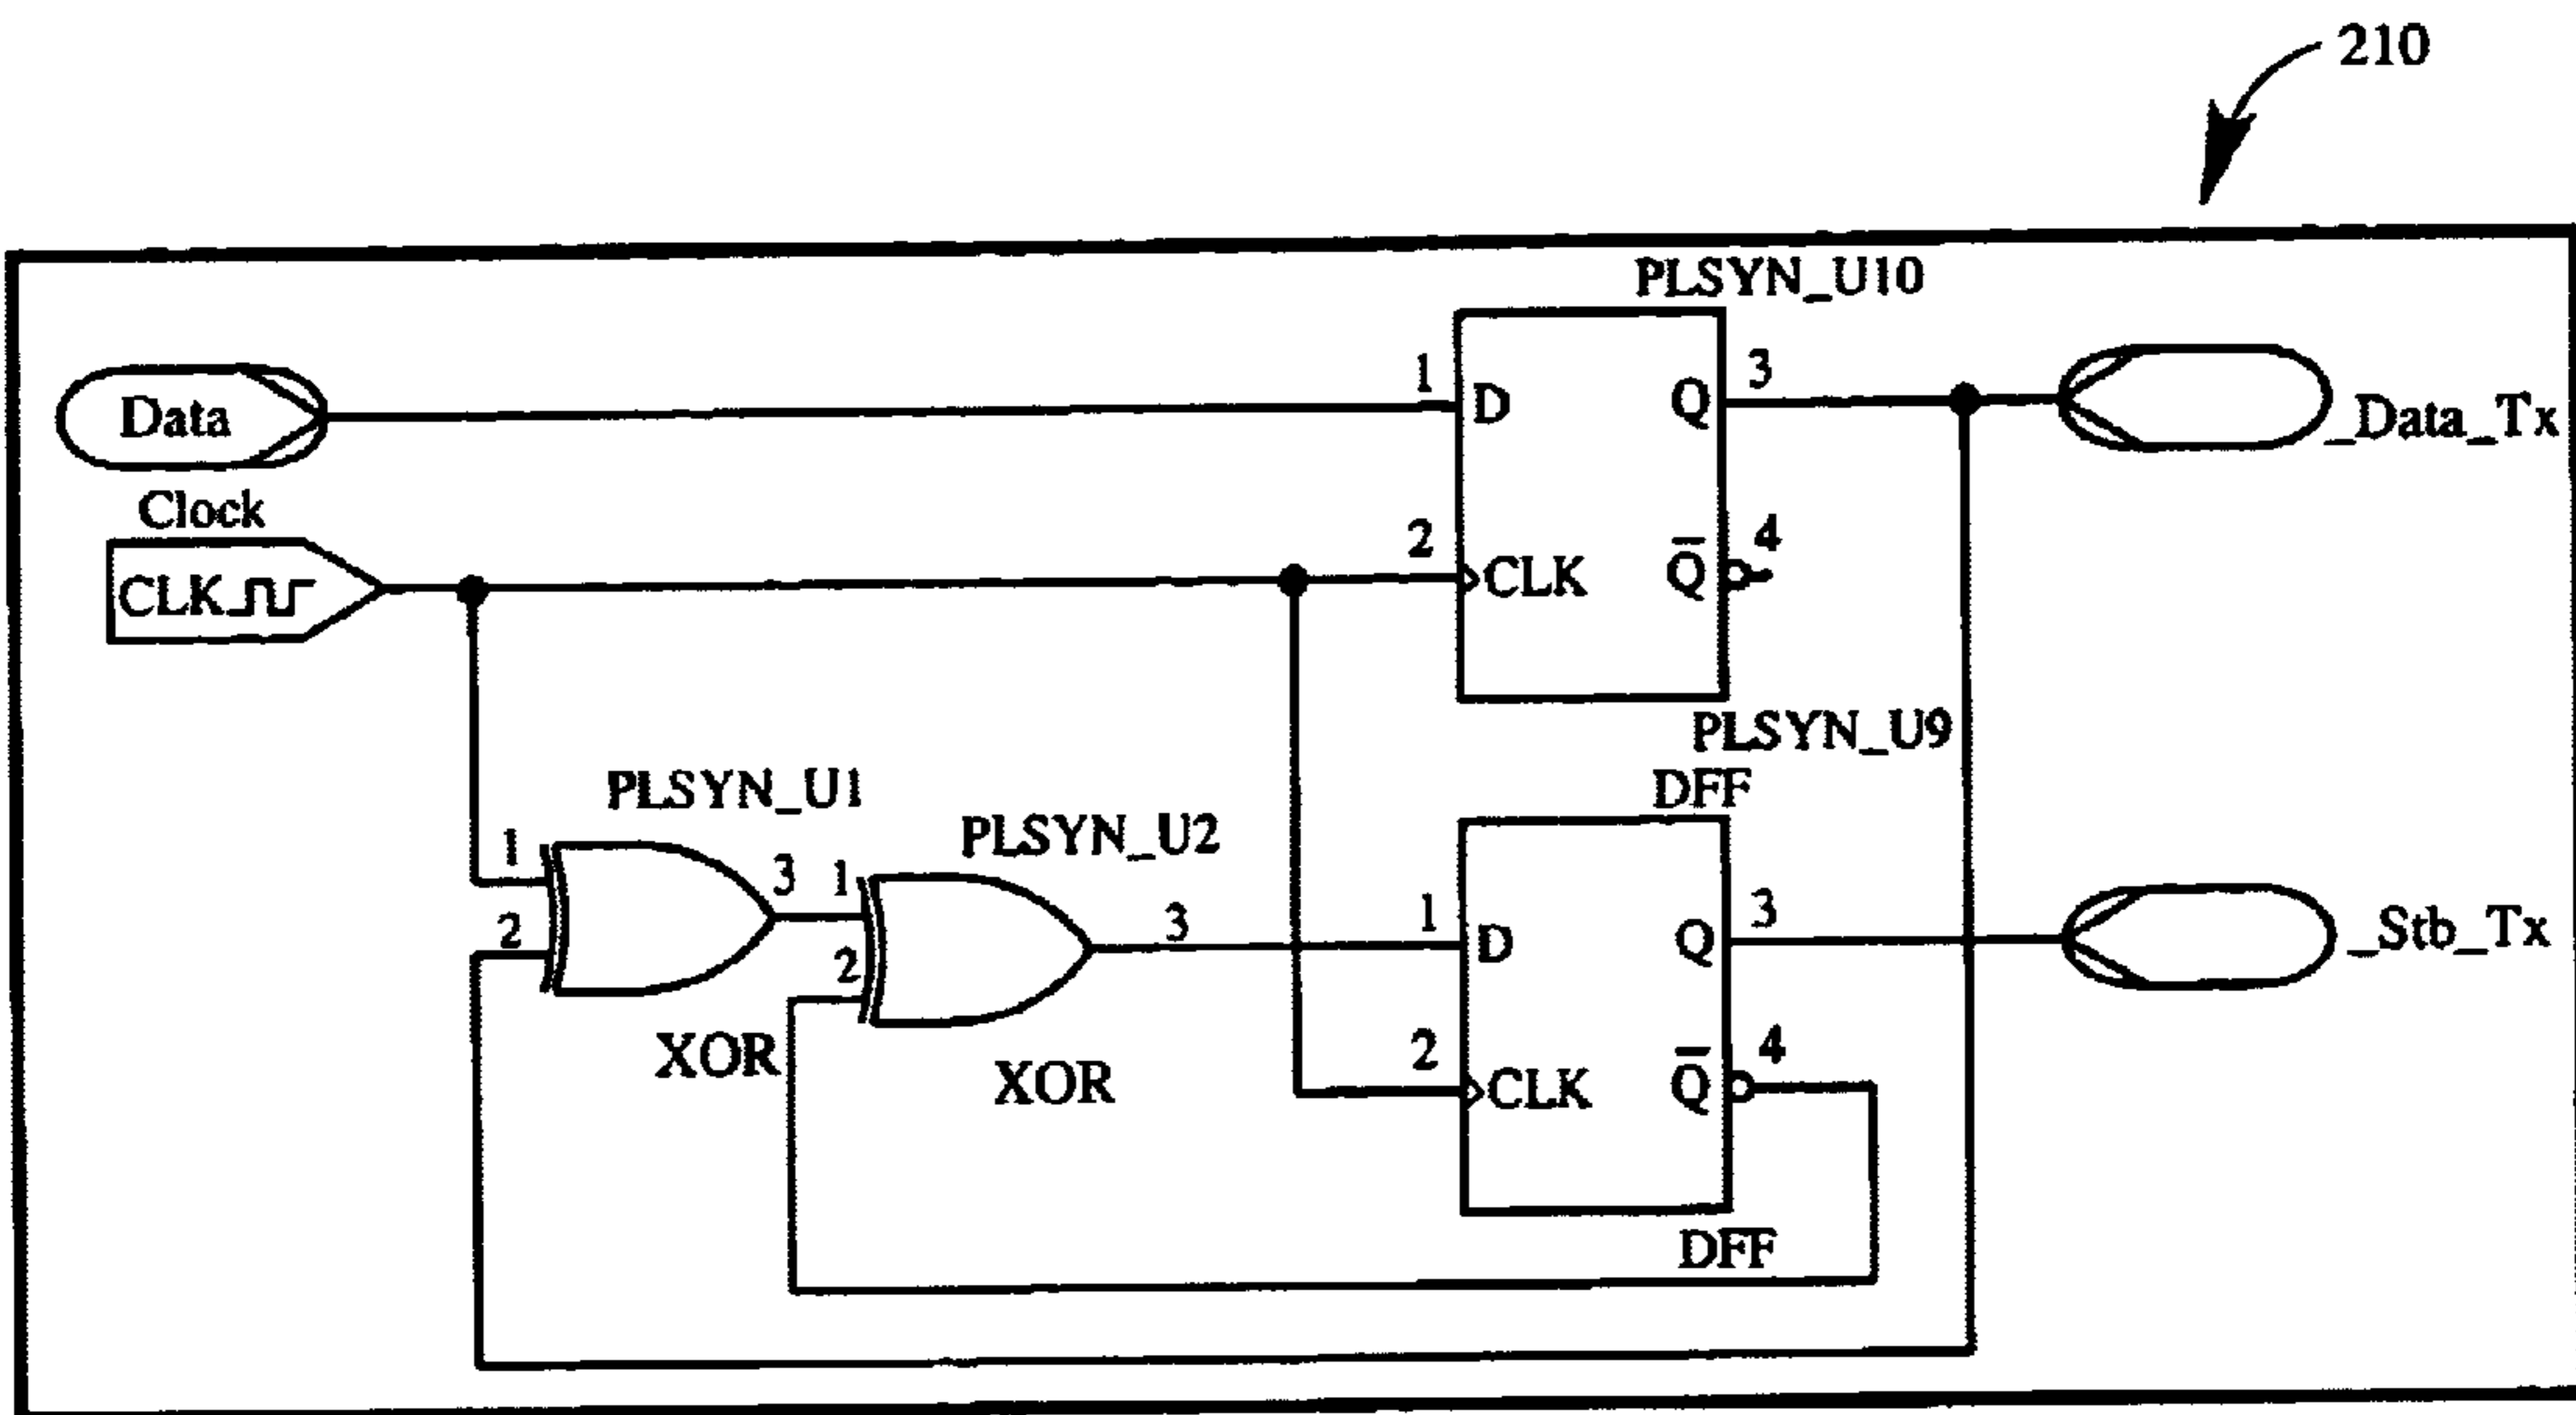 210
PLSYN_U10
Data
1
D
Q
3
_Data_Tx
Clock
CLK
2
CLK
Q̅
4
PLSYN_U9
DFF
PLSYN_U1
PLSYN_U2
1
2
3
1
2
3
1
D
Q
3
_Stb_Tx
XOR
XOR
2
CLK
Q̅
4
DFF